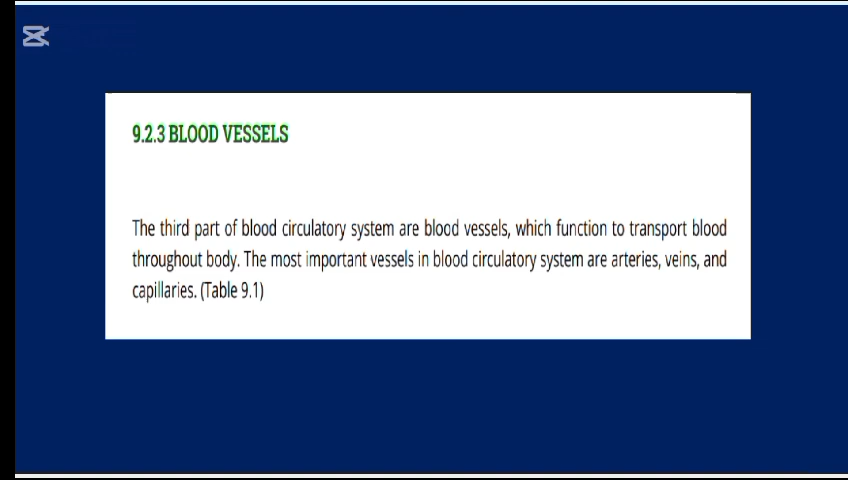 9.2.3 BLOOD VESSELS
The third part of blood circulatory system are blood vessels, which function to transport blood
throughout body. The most important vessels in blood circulatory system are arteries, veins, and
capillaries. (Table 9.1)